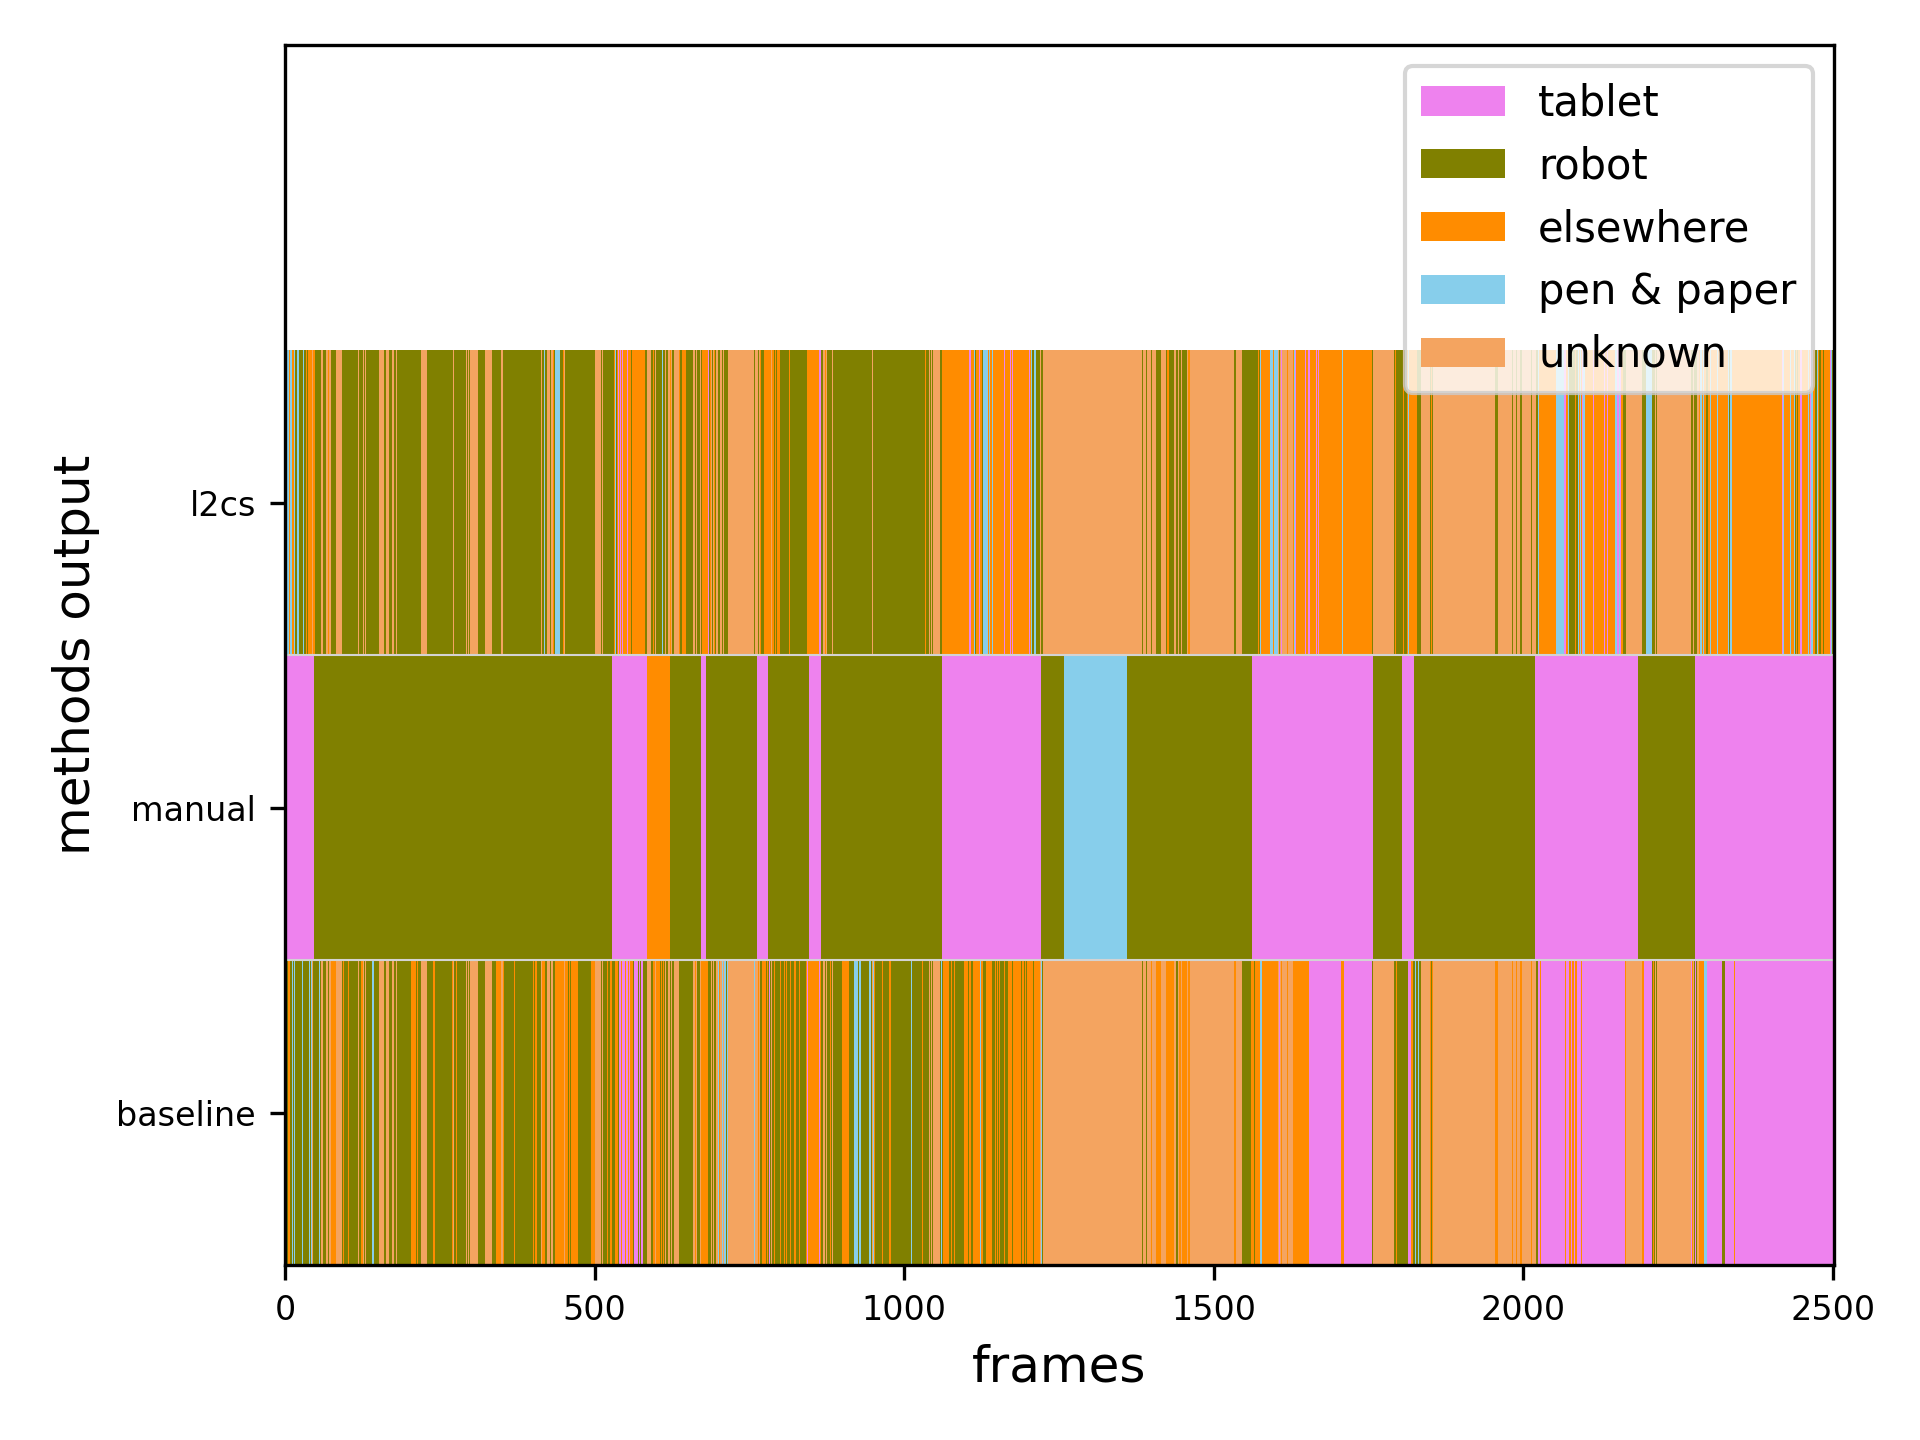 tablet
robot
elsewhere
pen & paper
unknown
methods output
l2cs
manual
baseline
0 500 1000 1500 2000 2500
frames